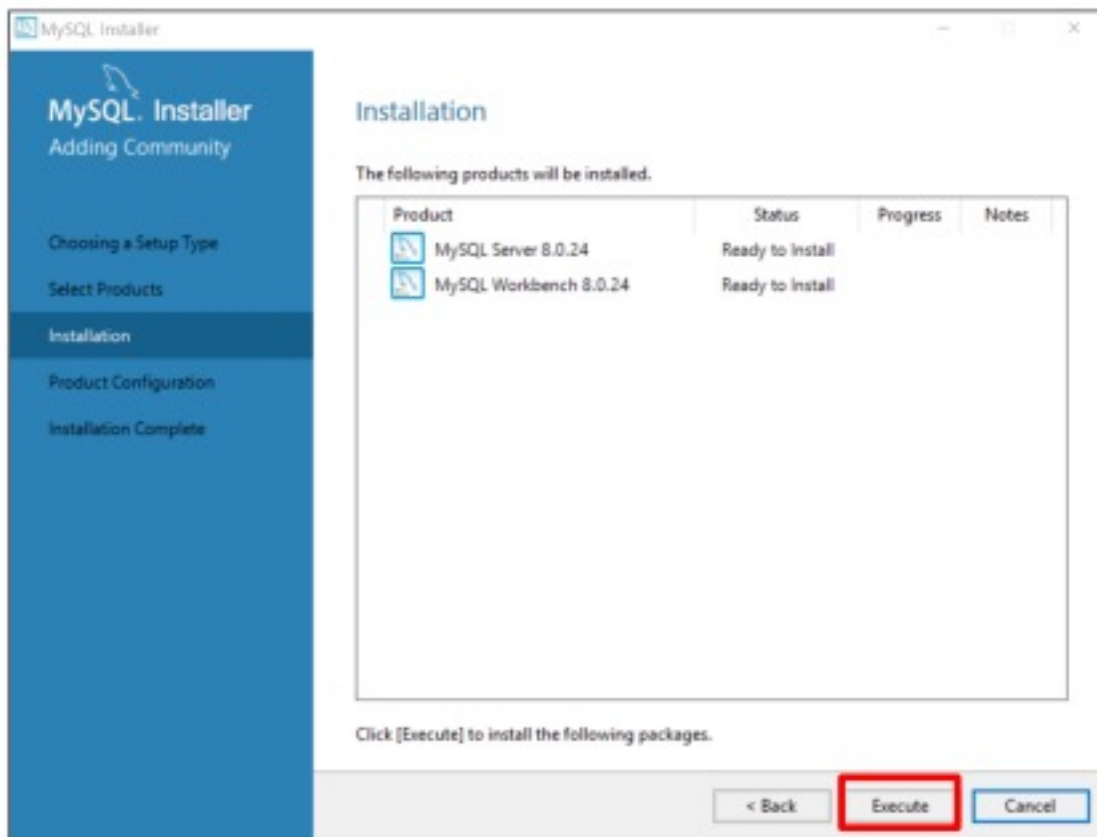 MySQL Installer
MySQL. Installer
Adding Community
Choosing a Setup Type
Select Products
Installation
Product Configuration
Installation Complete
Installation
The following products will be installed.
Product Status Progress Notes
MySQL Server 8.0.24 Ready to Install
MySQL Workbench 8.0.24 Ready to Install
Click [Execute] to install the following packages.
< Back Execute Cancel